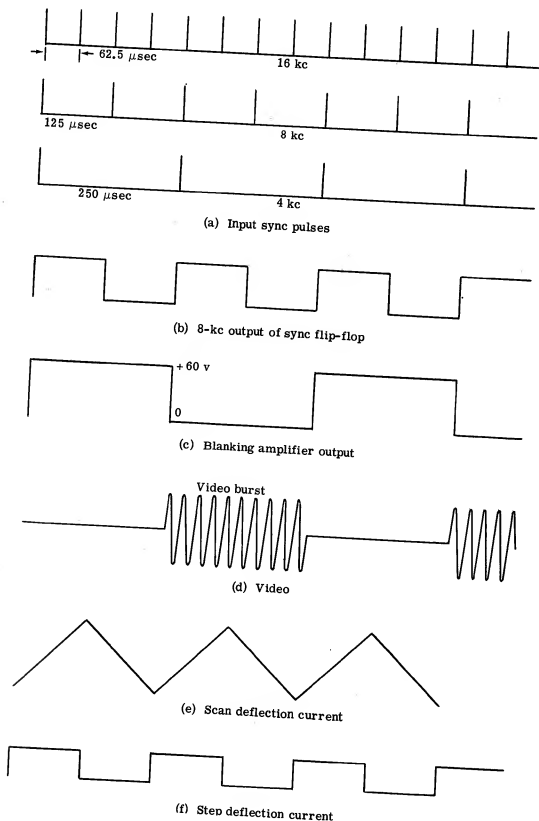 62.5 μsec
16 kc
125 μsec
8 kc
250 μsec
4 kc
(a) Input sync pulses
(b) 8-kc output of sync flip-flop
+60 v
0
(c) Blanking amplifier output
Video burst
(d) Video
(e) Scan deflection current
(f) Step deflection current